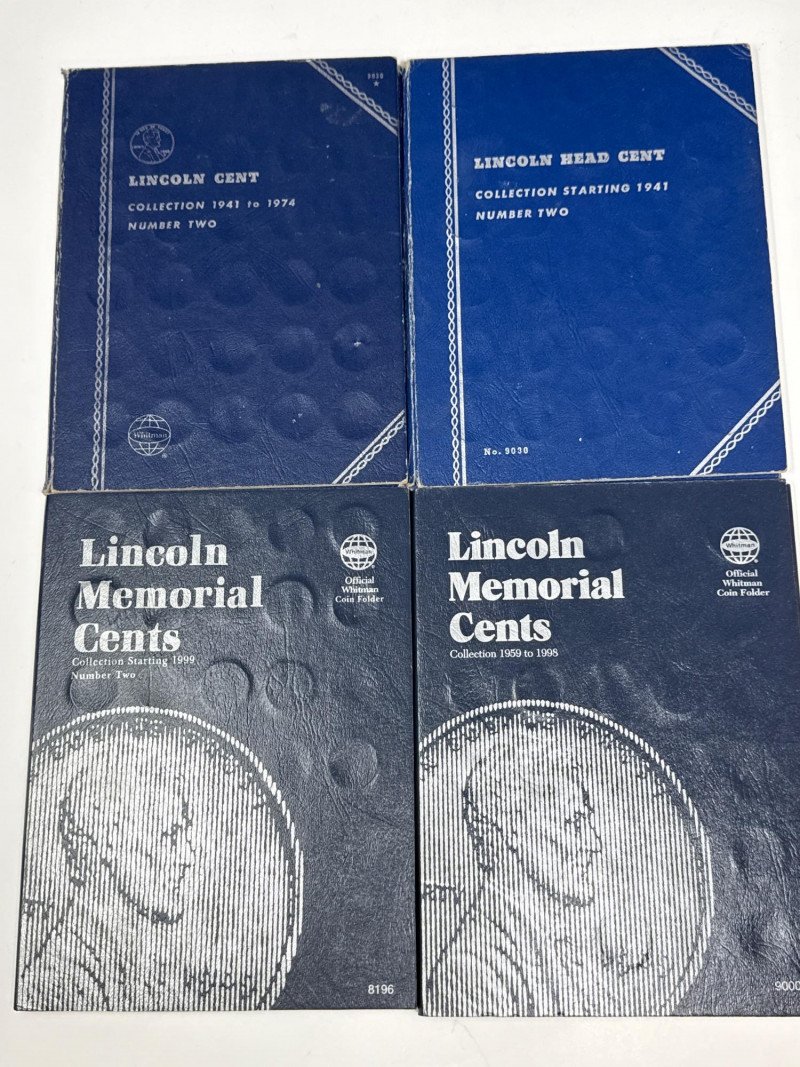 9030
★
LINCOLN CENT
COLLECTION 1941 to 1974
NUMBER TWO
Whitman
®
LINCOLN HEAD CENT
COLLECTION STARTING 1941
NUMBER TWO
No. 9030
Lincoln
Memorial
Cents
Collection Starting 1999
Number Two
Whitman
®
Official
Whitman
Coin Folder
8196
Lincoln
Memorial
Cents
Collection 1959 to 1998
Whitman
®
Official
Whitman
Coin Folder
9000